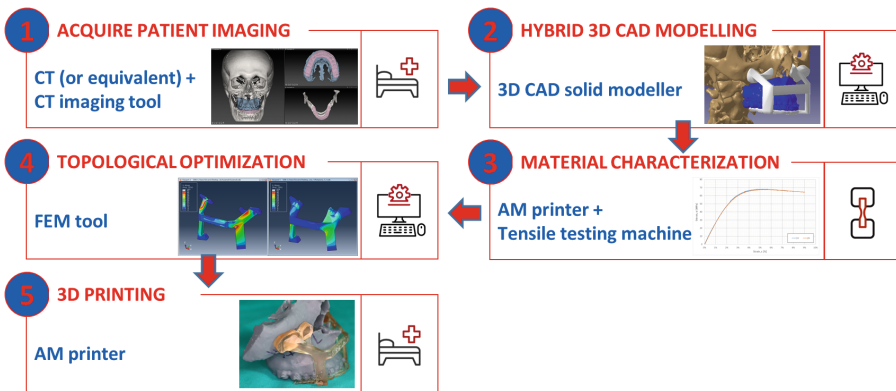 1 ACQUIRE PATIENT IMAGING
CT (or equivalent) +
CT imaging tool
2 HYBRID 3D CAD MODELLING
3D CAD solid modeller
3 MATERIAL CHARACTERIZATION
AM printer +
Tensile testing machine
4 TOPOLOGICAL OPTIMIZATION
FEM tool
5 3D PRINTING
AM printer